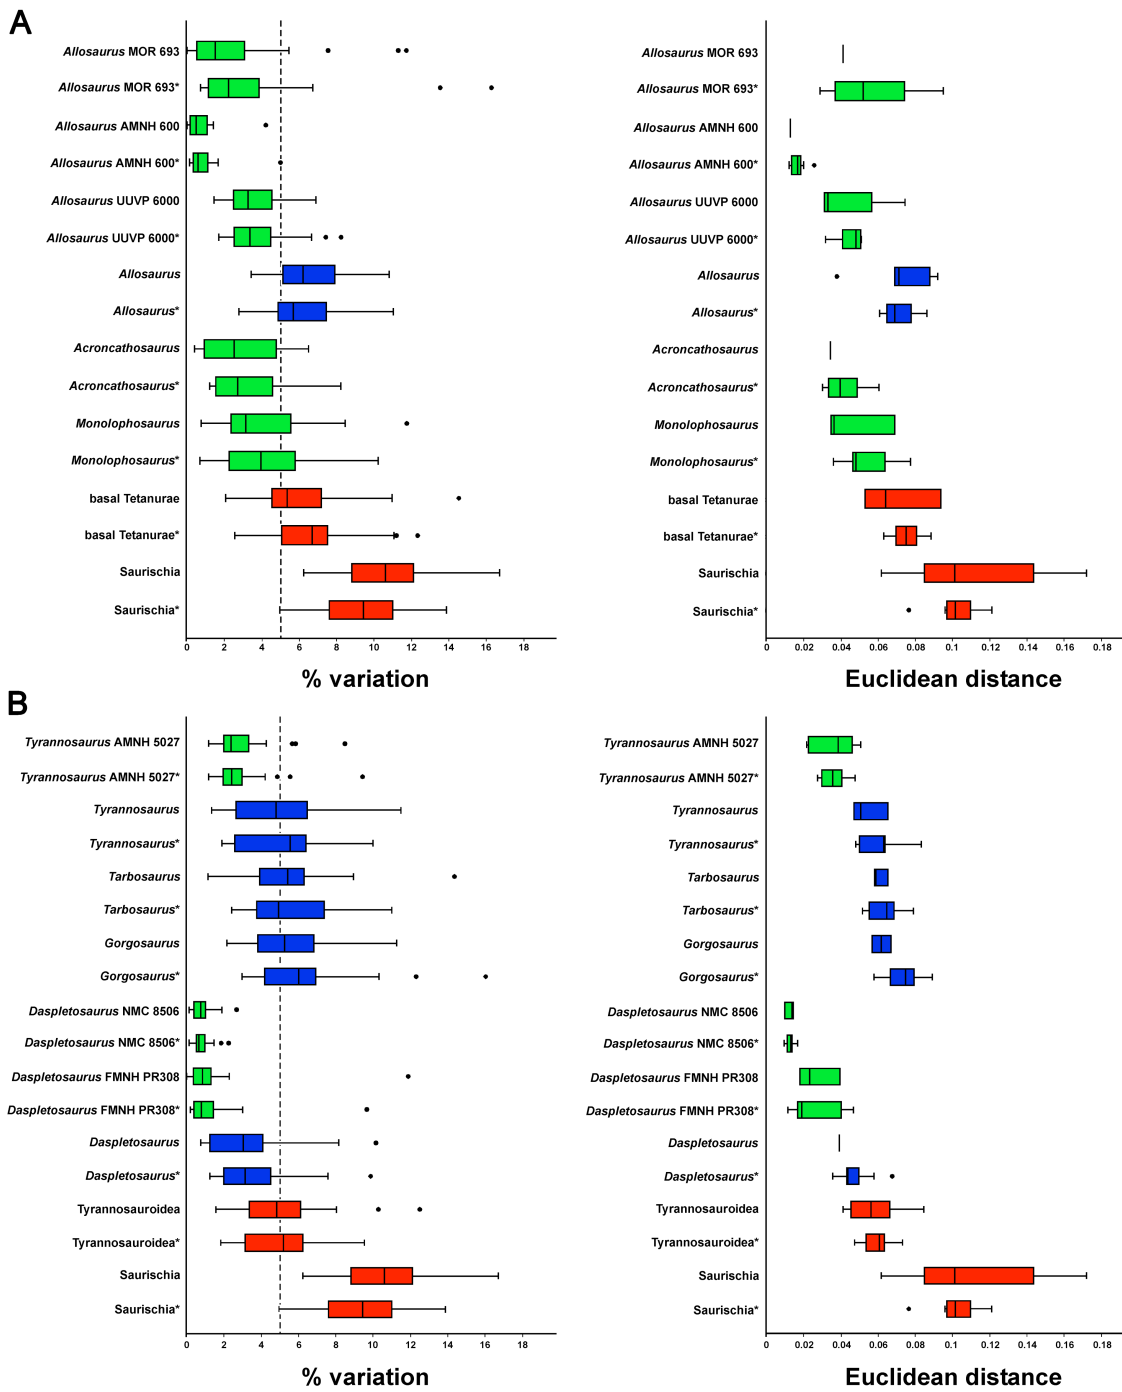 A
Allosaurus MOR 693
Allosaurus MOR 693*
Allosaurus AMNH 600
Allosaurus AMNH 600*
Allosaurus UUVP 6000
Allosaurus UUVP 6000*
Allosaurus
Allosaurus*
Acroncathosaurus
Acroncathosaurus*
Monolophosaurus
Monolophosaurus*
basal Tetanurae
basal Tetanurae*
Saurischia
Saurischia*
0 2 4 6 8 10 12 14 16 18
% variation
Allosaurus MOR 693
Allosaurus MOR 693*
Allosaurus AMNH 600
Allosaurus AMNH 600*
Allosaurus UUVP 6000
Allosaurus UUVP 6000*
Allosaurus
Allosaurus*
Acroncathosaurus
Acroncathosaurus*
Monolophosaurus
Monolophosaurus*
basal Tetanurae
basal Tetanurae*
Saurischia
Saurischia*
0 0.02 0.04 0.06 0.08 0.1 0.12 0.14 0.16 0.18
Euclidean distance
B
Tyrannosaurus AMNH 5027
Tyrannosaurus AMNH 5027*
Tyrannosaurus
Tyrannosaurus*
Tarbosaurus
Tarbosaurus*
Gorgosaurus
Gorgosaurus*
Daspletosaurus NMC 8506
Daspletosaurus NMC 8506*
Daspletosaurus FMNH PR308
Daspletosaurus FMNH PR308*
Daspletosaurus
Daspletosaurus*
Tyrannosauroidea
Tyrannosauroidea*
Saurischia
Saurischia*
0 2 4 6 8 10 12 14 16 18
% variation
Tyrannosaurus AMNH 5027
Tyrannosaurus AMNH 5027*
Tyrannosaurus
Tyrannosaurus*
Tarbosaurus
Tarbosaurus*
Gorgosaurus
Gorgosaurus*
Daspletosaurus NMC 8506
Daspletosaurus NMC 8506*
Daspletosaurus FMNH PR308
Daspletosaurus FMNH PR308*
Daspletosaurus
Daspletosaurus*
Tyrannosauroidea
Tyrannosauroidea*
Saurischia
Saurischia*
0 0.02 0.04 0.06 0.08 0.1 0.12 0.14 0.16 0.18
Euclidean distance